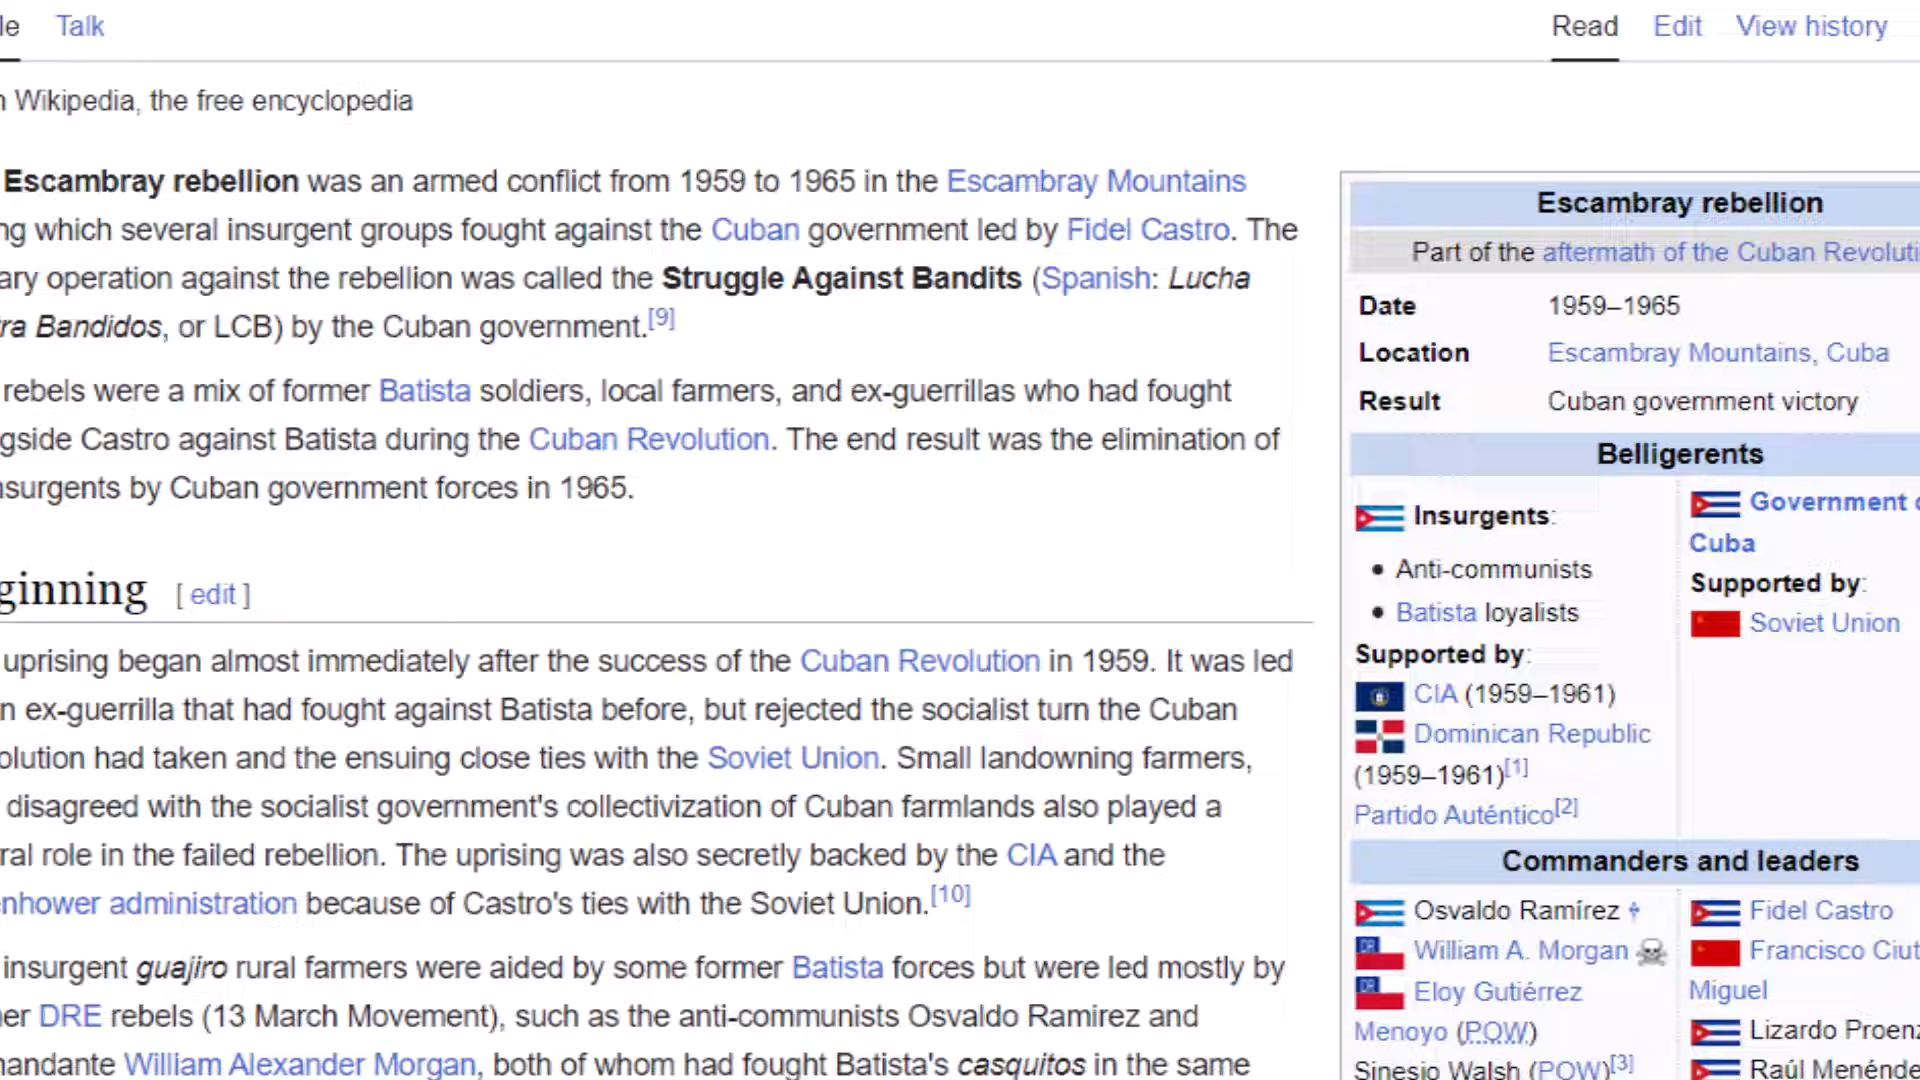 le Talk Read Edit View history
n Wikipedia, the free encyclopedia
Escambray rebellion was an armed conflict from 1959 to 1965 in the Escambray Mountains
ng which several insurgent groups fought against the Cuban government led by Fidel Castro. The
ary operation against the rebellion was called the Struggle Against Bandits (Spanish: Lucha
ra Bandidos, or LCB) by the Cuban government.[9]
rebels were a mix of former Batista soldiers, local farmers, and ex-guerrillas who had fought
gside Castro against Batista during the Cuban Revolution. The end result was the elimination of
nsurgents by Cuban government forces in 1965.
ginning [ edit ]
uprising began almost immediately after the success of the Cuban Revolution in 1959. It was led
n ex-guerrilla that had fought against Batista before, but rejected the socialist turn the Cuban
olution had taken and the ensuing close ties with the Soviet Union. Small landowning farmers,
disagreed with the socialist government's collectivization of Cuban farmlands also played a
ral role in the failed rebellion. The uprising was also secretly backed by the CIA and the
enhower administration because of Castro's ties with the Soviet Union.[10]
insurgent guajiro rural farmers were aided by some former Batista forces but were led mostly by
er DRE rebels (13 March Movement), such as the anti-communists Osvaldo Ramirez and
mandante William Alexander Morgan, both of whom had fought Batista's casquitos in the same
Escambray rebellion
Part of the aftermath of the Cuban Revoluti
Date 1959–1965
Location Escambray Mountains, Cuba
Result Cuban government victory
Belligerents
Insurgents:
• Anti-communists
• Batista loyalists
Supported by:
CIA (1959–1961)
Dominican Republic
(1959–1961)[1]
Partido Auténtico[2]
Government o
Cuba
Supported by:
Soviet Union
Commanders and leaders
Osvaldo Ramírez †
William A. Morgan
Eloy Gutiérrez
Menoyo (POW)
Sinesio Walsh (POW)[3]
Fidel Castro
Francisco Ciut
Miguel
Lizardo Proenz
Raúl Menénde